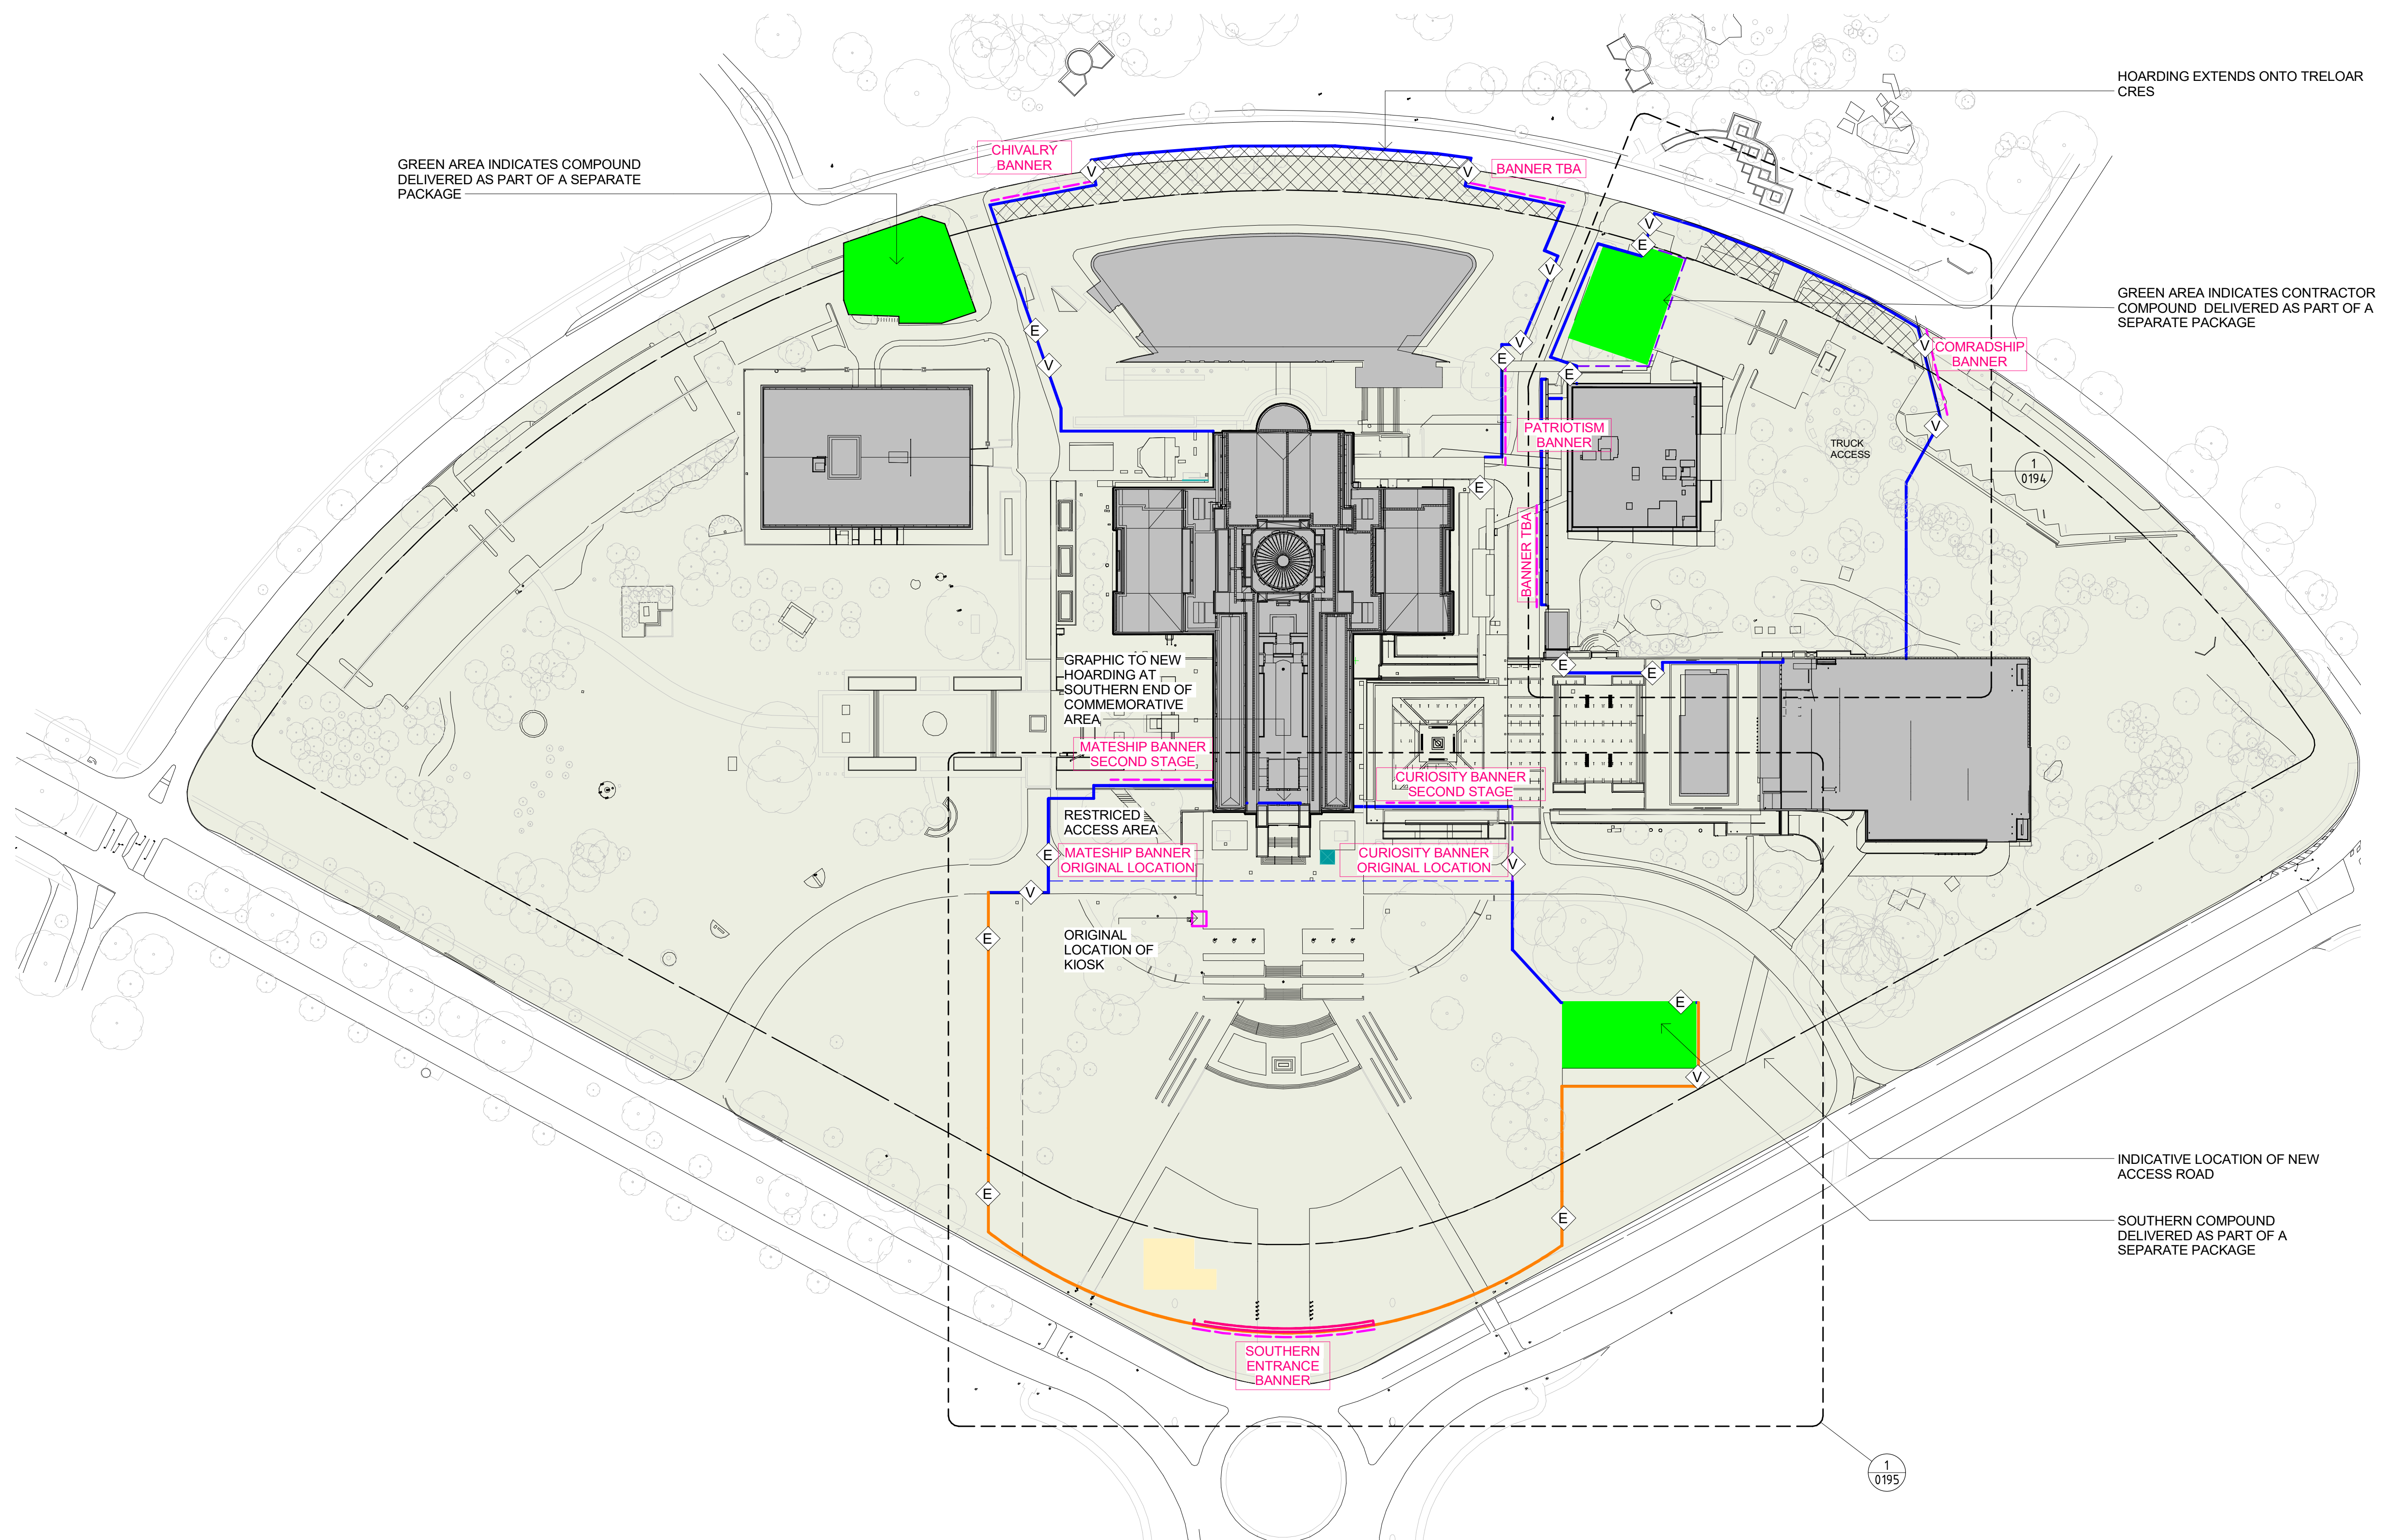 HOARDING EXTENDS ONTO TRELOAR
CRES
CHIVALRY
BANNER
BANNER TBA
GREEN AREA INDICATES COMPOUND
DELIVERED AS PART OF A SEPARATE
PACKAGE
V
V
V
E
GREEN AREA INDICATES CONTRACTOR
COMPOUND  DELIVERED AS PART OF A
SEPARATE PACKAGE
V
E
V
V
V
COMRADSHIP
BANNER
E
V
E
PATRIOTISM
BANNER
V
TRUCK
ACCESS
1
0194
E
BANNER TBA
GRAPHIC TO NEW
HOARDING AT
SOUTHERN END OF
COMMEMORATIVE
AREA
E
E
MATESHIP BANNER
SECOND STAGE,
CURIOSITY BANNER
SECOND STAGE
RESTRICED
ACCESS AREA
E
MATESHIP BANNER
ORIGINAL LOCATION
CURIOSITY BANNER
ORIGINAL LOCATION
V
V
E
ORIGINAL
LOCATION OF
KIOSK
E
V
INDICATIVE LOCATION OF NEW
ACCESS ROAD
E
E
SOUTHERN COMPOUND
DELIVERED AS PART OF A
SEPARATE PACKAGE
SOUTHERN
ENTRANCE
BANNER
1
0195